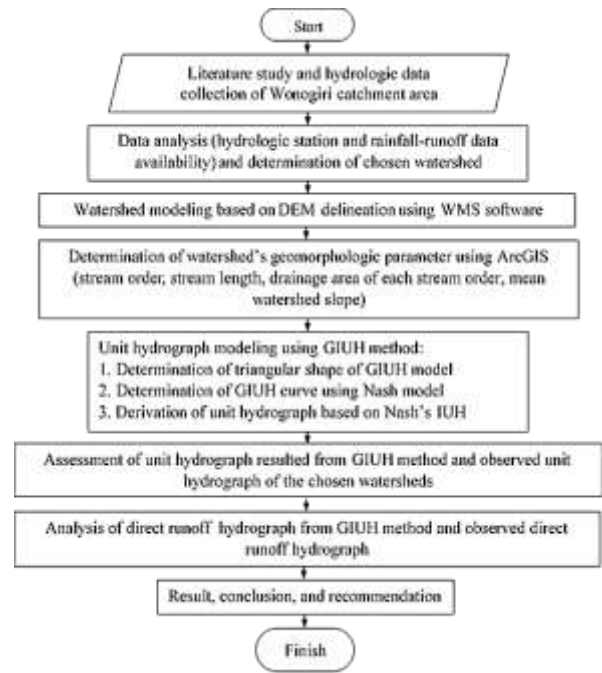 Start
Literature study and hydrologic data
collection of Wonogiri catchment area
Data analysis (hydrologic station and rainfall-runoff data
availability) and determination of chosen watershed
Watershed modeling based on DEM delineation using WMS software
Determination of watershed's geomorphologic parameter using ArcGIS
(stream order, stream length, drainage area of each stream order, mean
watershed slope)
Unit hydrograph modeling using GIUH method:
1. Determination of triangular shape of GIUH model
2. Determination of GIUH curve using Nash model
3. Derivation of unit hydrograph based on Nash's IUH
Assessment of unit hydrograph resulted from GIUH method and observed unit
hydrograph of the chosen watersheds
Analysis of direct runoff hydrograph from GIUH method and observed direct
runoff hydrograph
Result, conclusion, and recommendation
Finish